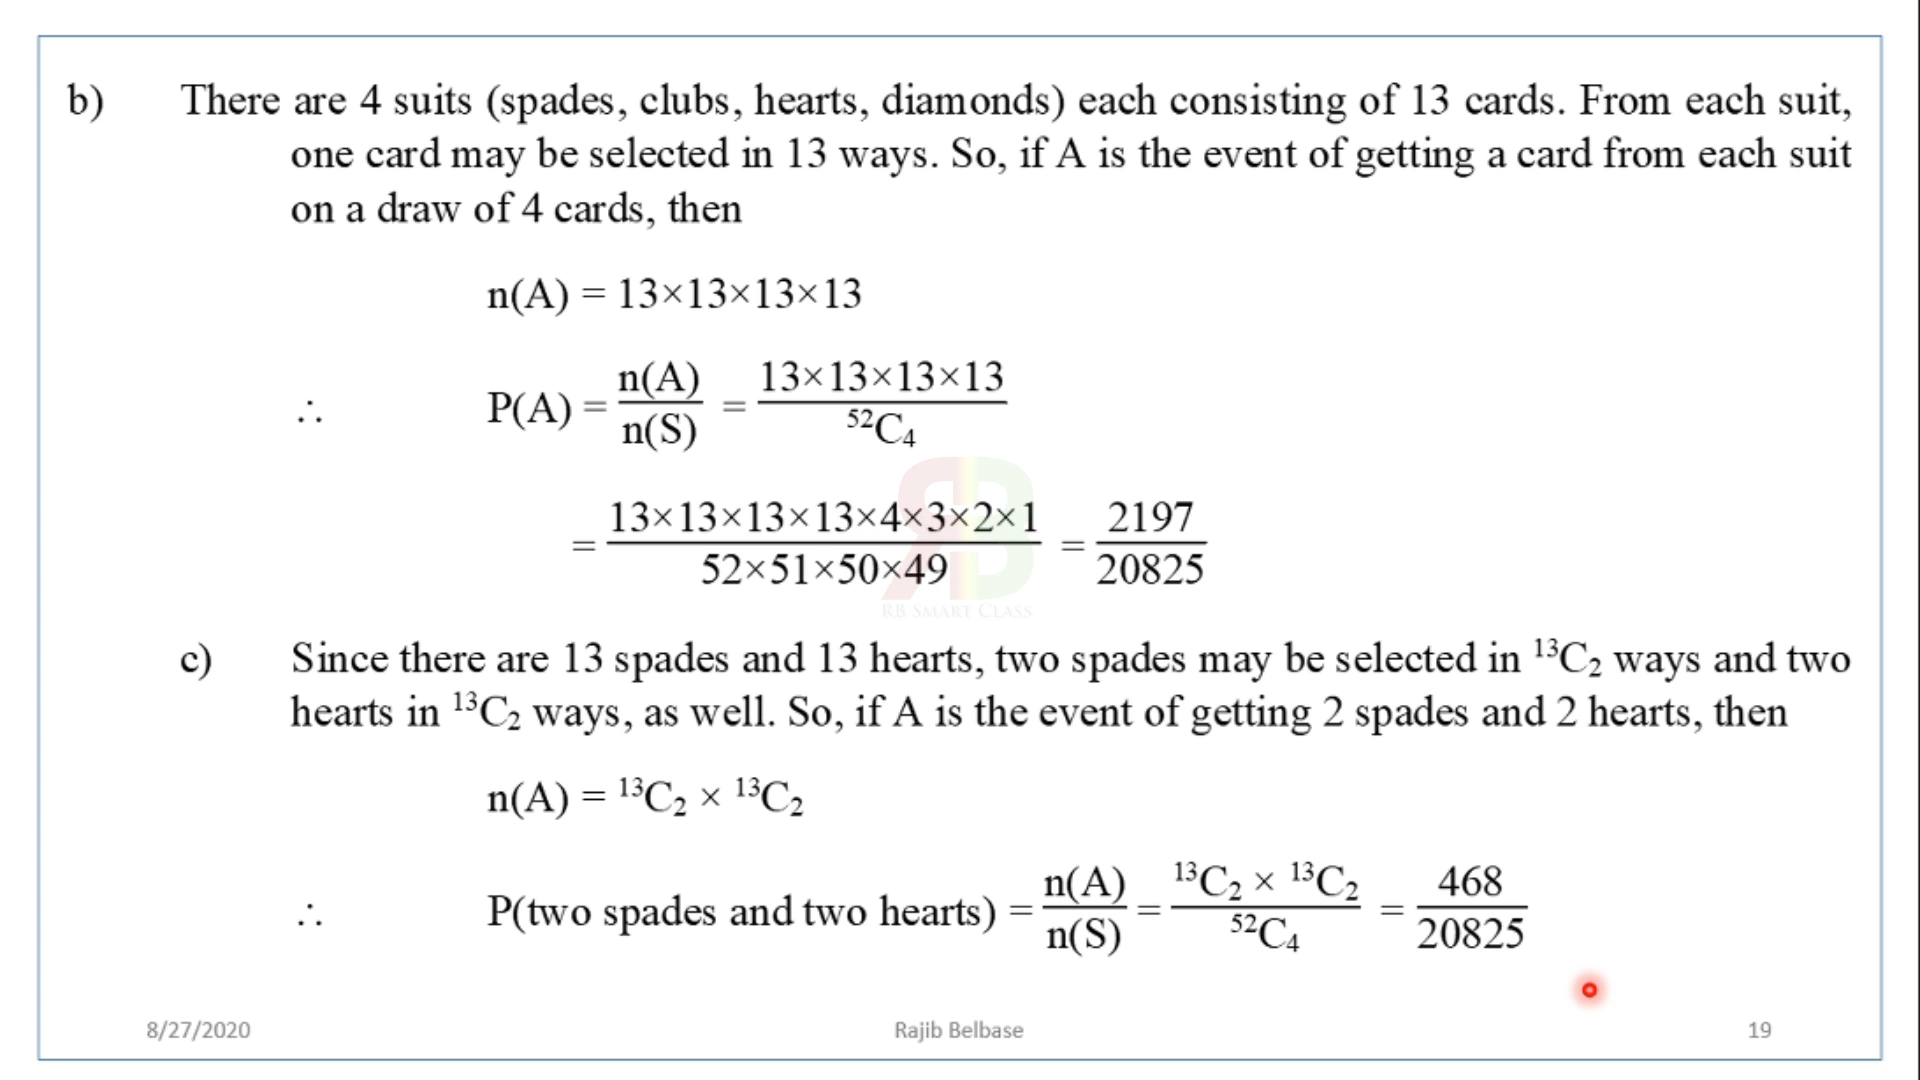 b) There are 4 suits (spades, clubs, hearts, diamonds) each consisting of 13 cards. From each suit,
one card may be selected in 13 ways. So, if A is the event of getting a card from each suit
on a draw of 4 cards, then
n(A) = 13×13×13×13
∴ P(A) = n(A)/n(S) = 13×13×13×13/⁵²C₄
= 13×13×13×13×4×3×2×1/52×51×50×49 = 2197/20825
RB SMART CLASS
c) Since there are 13 spades and 13 hearts, two spades may be selected in ¹³C₂ ways and two
hearts in ¹³C₂ ways, as well. So, if A is the event of getting 2 spades and 2 hearts, then
n(A) = ¹³C₂ × ¹³C₂
∴ P(two spades and two hearts) = n(A)/n(S) = ¹³C₂ × ¹³C₂/⁵²C₄ = 468/20825
8/27/2020 Rajib Belbase 19